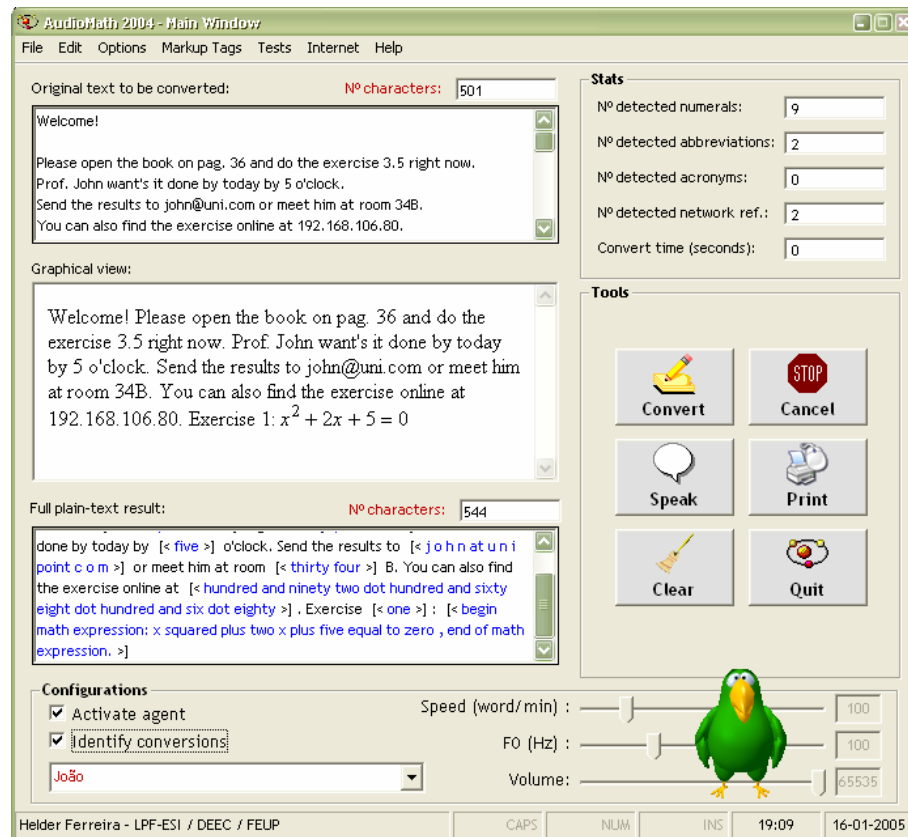 AudioMath 2004 - Main Window
File Edit Options Markup Tags Tests Internet Help
Original text to be converted: Nº characters: 501
Welcome!
Please open the book on pag. 36 and do the exercise 3.5 right now.
Prof. John want's it done by today by 5 o'clock.
Send the results to john@uni.com or meet him at room 34B.
You can also find the exercise online at 192.168.106.80.
Graphical view:
Welcome! Please open the book on pag. 36 and do the
exercise 3.5 right now. Prof. John want's it done by today
by 5 o'clock. Send the results to john@uni.com or meet him
at room 34B. You can also find the exercise online at
192.168.106.80. Exercise 1: x² + 2x + 5 = 0
Full plain-text result: Nº characters: 544
done by today by [< five >] o'clock. Send the results to [< j o h n at u n i
point c o m >] or meet him at room [< thirty four >] B. You can also find
the exercise online at [< hundred and ninety two dot hundred and sixty
eight dot hundred and six dot eighty >] . Exercise [< one >] : [< begin
math expression: x squared plus two x plus five equal to zero , end of math
expression. >]
Stats
Nº detected numerals: 9
Nº detected abbreviations: 2
Nº detected acronyms: 0
Nº detected network ref.: 2
Convert time (seconds): 0
Tools
Convert
STOP
Cancel
Speak
Print
Clear
Quit
Configurations
Activate agent
Identify conversions
João
Speed (word/min) : 100
F0 (Hz) : 100
Volume: 65535
Helder Ferreira - LPF-ESI / DEEC / FEUP CAPS NUM INS 19:09 16-01-2005